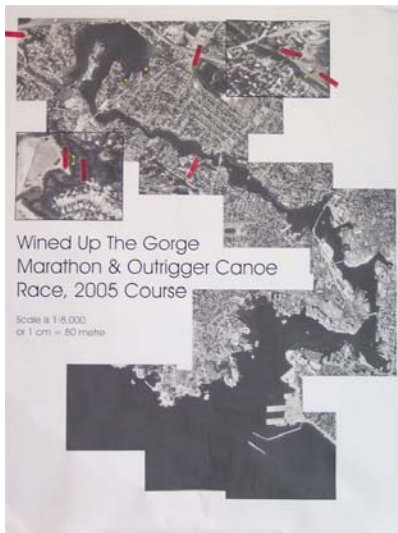 Wined Up The Gorge
Marathon & Outrigger Canoe
Race, 2005 Course
Scale is 1:8,000
or 1 cm = 80 metre